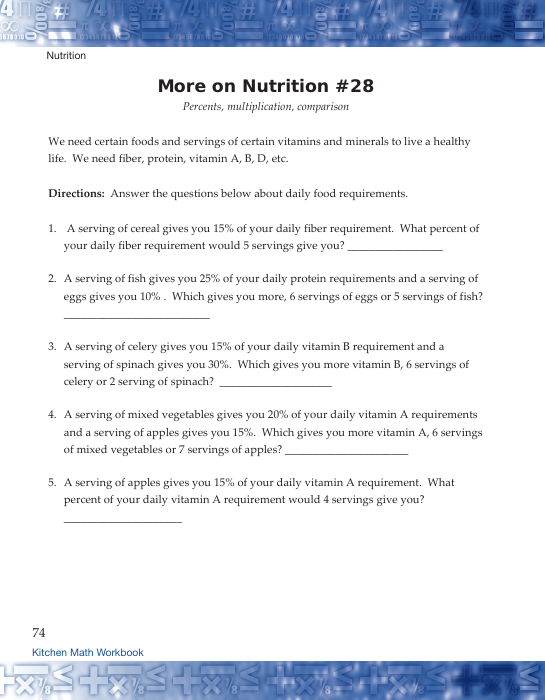 Nutrition
More on Nutrition #28
Percents, multiplication, comparison
We need certain foods and servings of certain vitamins and minerals to live a healthy
life. We need fiber, protein, vitamin A, B, D, etc.
Directions: Answer the questions below about daily food requirements.
1. A serving of cereal gives you 15% of your daily fiber requirement. What percent of
your daily fiber requirement would 5 servings give you? _________________
2. A serving of fish gives you 25% of your daily protein requirements and a serving of
eggs gives you 10% . Which gives you more, 6 servings of eggs or 5 servings of fish?
__________________________
3. A serving of celery gives you 15% of your daily vitamin B requirement and a
serving of spinach gives you 30%. Which gives you more vitamin B, 6 servings of
celery or 2 serving of spinach? ____________________
4. A serving of mixed vegetables gives you 20% of your daily vitamin A requirements
and a serving of apples gives you 15%. Which gives you more vitamin A, 6 servings
of mixed vegetables or 7 servings of apples? ______________________
5. A serving of apples gives you 15% of your daily vitamin A requirement. What
percent of your daily vitamin A requirement would 4 servings give you?
_____________________
74
Kitchen Math Workbook